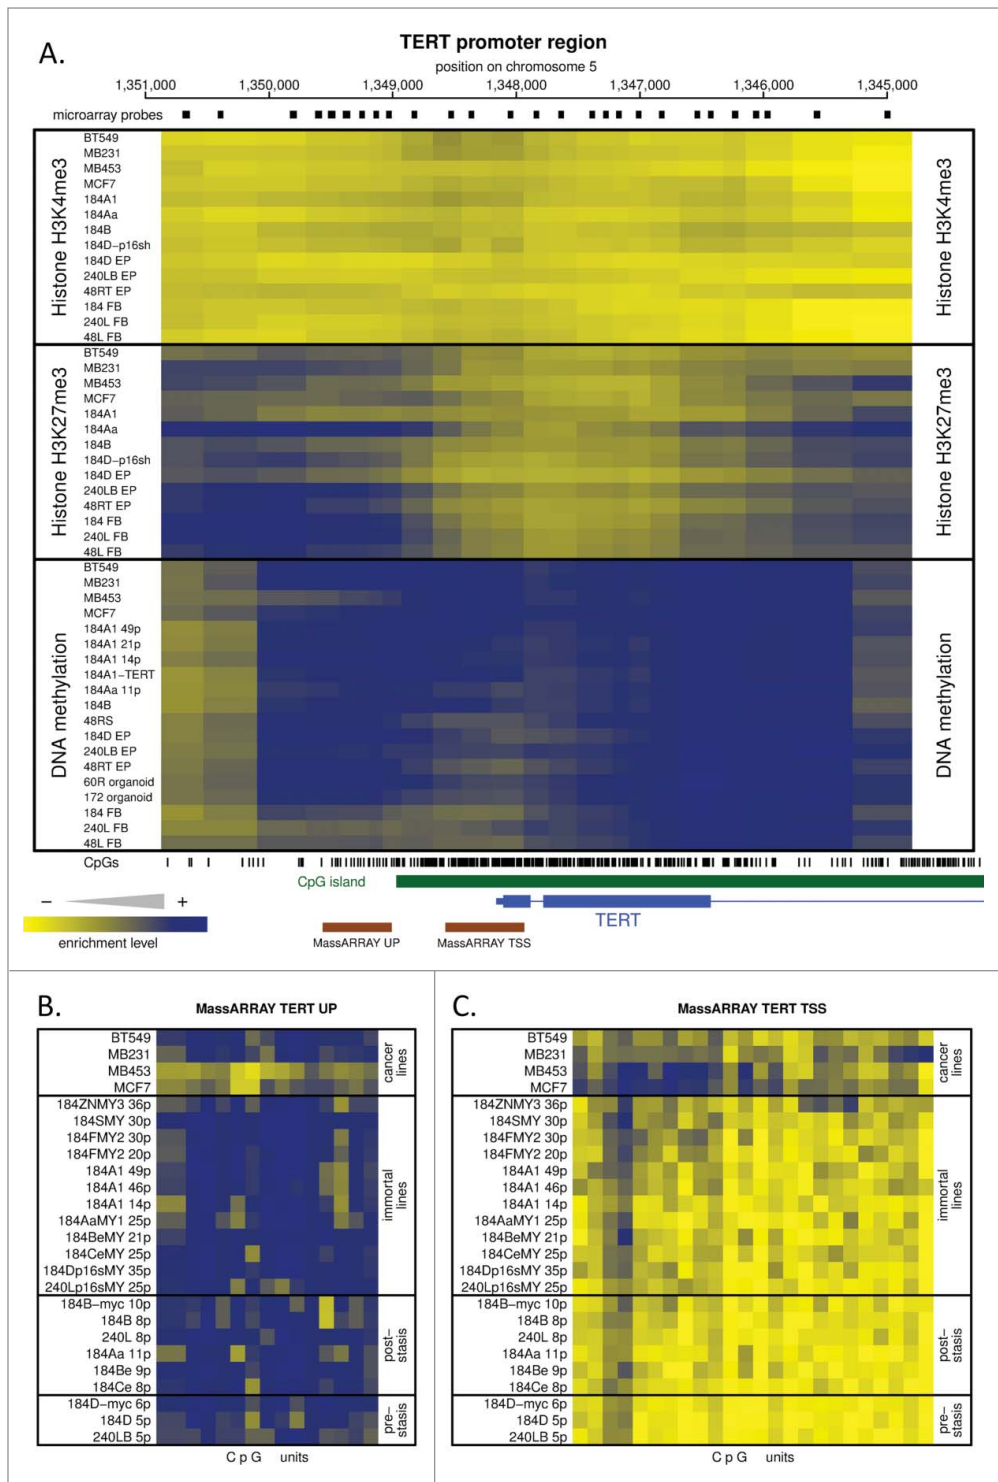 A.
TERT promoter region
position on chromosome 5
1,351,000 1,350,000 1,349,000 1,348,000 1,347,000 1,346,000 1,345,000
microarray probes
Histone H3K4me3
BT549
MB231
MB453
MCF7
184A1
184Aa
184B
184D-p16sh
184D EP
240LB EP
48RT EP
184 FB
240L FB
48L FB
Histone H3K4me3
Histone H3K27me3
BT549
MB231
MB453
MCF7
184A1
184Aa
184B
184D-p16sh
184D EP
240LB EP
48RT EP
184 FB
240L FB
48L FB
Histone H3K27me3
DNA methylation
BT549
MB231
MB453
MCF7
184A1 49p
184A1 21p
184A1 14p
184A1-TERT
184Aa 11p
184B
48RS
184D EP
240LB EP
48RT EP
60R organoid
172 organoid
184 FB
240L FB
48L FB
DNA methylation
CpGs
CpG island
− +
enrichment level
TERT
MassARRAY UP
MassARRAY TSS
B.
MassARRAY TERT UP
BT549
MB231
MB453
MCF7
cancer
lines
184ZNMY3 36p
184SMY 30p
184FMY2 30p
184FMY2 20p
184A1 49p
184A1 46p
184A1 14p
184AaMY1 25p
184BeMY 21p
184CeMY 25p
184Dp16sMY 35p
240Lp16sMY 25p
immortal
lines
184B-myc 10p
184B 8p
240L 8p
184Aa 11p
184Be 9p
184Ce 8p
post-
stasis
184D-myc 6p
184D 5p
240LB 5p
pre-
stasis
CpG units
C.
MassARRAY TERT TSS
BT549
MB231
MB453
MCF7
cancer
lines
184ZNMY3 36p
184SMY 30p
184FMY2 30p
184FMY2 20p
184A1 49p
184A1 46p
184A1 14p
184AaMY1 25p
184BeMY 21p
184CeMY 25p
184Dp16sMY 35p
240Lp16sMY 25p
immortal
lines
184B-myc 10p
184B 8p
240L 8p
184Aa 11p
184Be 9p
184Ce 8p
post-
stasis
184D-myc 6p
184D 5p
240LB 5p
pre-
stasis
CpG units